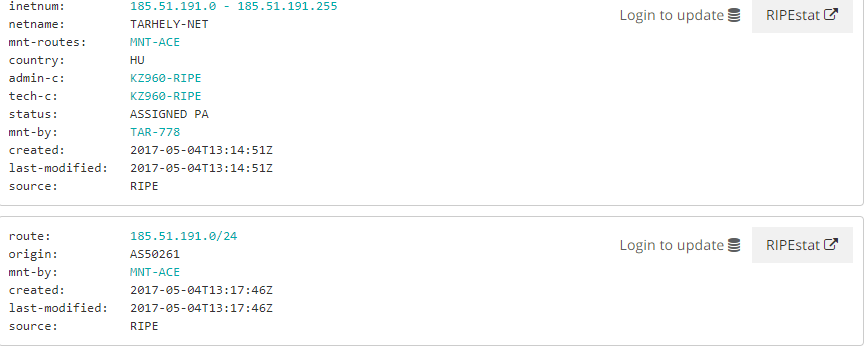 inetnum: 185.51.191.0 - 185.51.191.255
netname: TARHELY-NET
mnt-routes: MNT-ACE
country: HU
admin-c: KZ960-RIPE
tech-c: KZ960-RIPE
status: ASSIGNED PA
mnt-by: TAR-778
created: 2017-05-04T13:14:51Z
last-modified: 2017-05-04T13:14:51Z
source: RIPE
Login to update
RIPEstat
route: 185.51.191.0/24
origin: AS50261
mnt-by: MNT-ACE
created: 2017-05-04T13:17:46Z
last-modified: 2017-05-04T13:17:46Z
source: RIPE
Login to update
RIPEstat